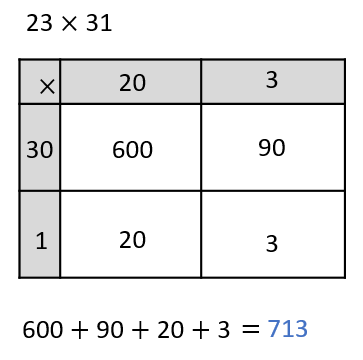 23 × 31
× 20 3
30 600 90
1 20 3
600 + 90 + 20 + 3 = 713